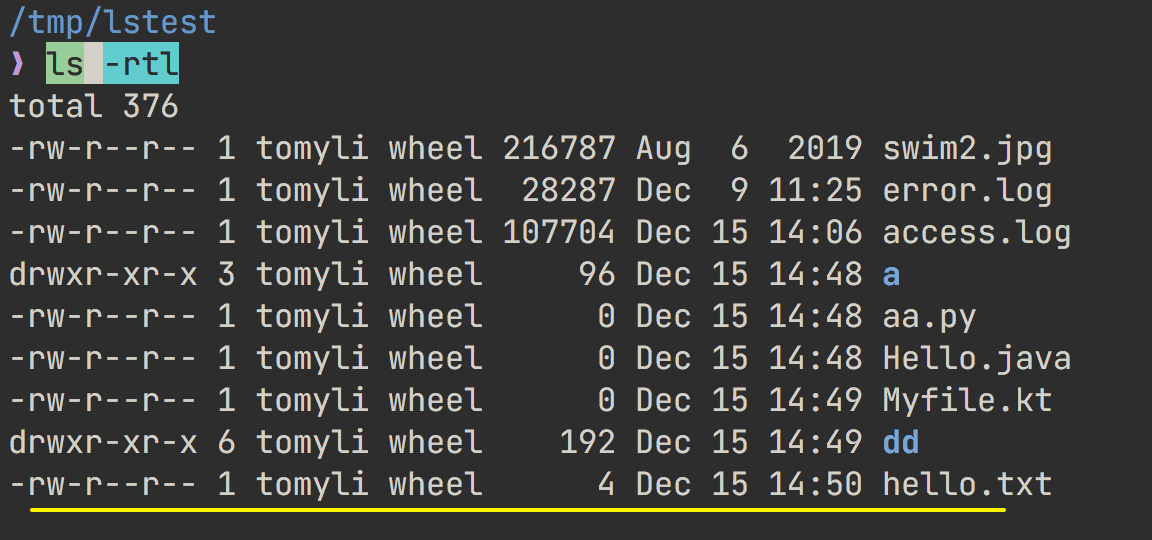 /tmp/lstest
❯ ls -rtl
total 376
-rw-r--r-- 1 tomyli wheel 216787 Aug  6  2019 swim2.jpg
-rw-r--r-- 1 tomyli wheel  28287 Dec  9 11:25 error.log
-rw-r--r-- 1 tomyli wheel 107704 Dec 15 14:06 access.log
drwxr-xr-x 3 tomyli wheel     96 Dec 15 14:48 a
-rw-r--r-- 1 tomyli wheel      0 Dec 15 14:48 aa.py
-rw-r--r-- 1 tomyli wheel      0 Dec 15 14:48 Hello.java
-rw-r--r-- 1 tomyli wheel      0 Dec 15 14:49 Myfile.kt
drwxr-xr-x 6 tomyli wheel    192 Dec 15 14:49 dd
-rw-r--r-- 1 tomyli wheel      4 Dec 15 14:50 hello.txt